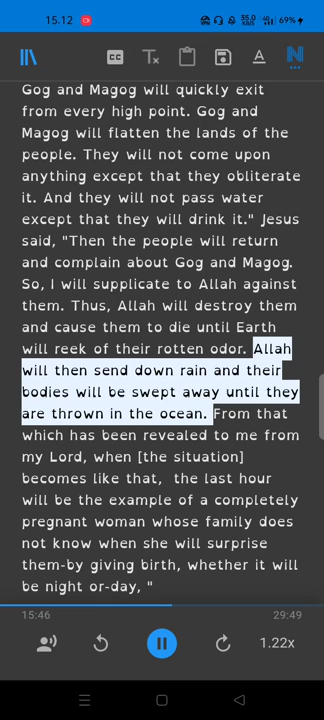 15.12
35.0 KB/S
4G
69%
CC
A
Gog and Magog will quickly exit
from every high point. Gog and
Magog will flatten the lands of the
people. They will not come upon
anything except that they obliterate
it. And they will not pass water
except that they will drink it." Jesus
said, "Then the people will return
and complain about Gog and Magog.
So, I will supplicate to Allah against
them. Thus, Allah will destroy them
and cause them to die until Earth
will reek of their rotten odor. Allah
will then send down rain and their
bodies will be swept away until they
are thrown in the ocean. From that
which has been revealed to me from
my Lord, when [the situation]
becomes like that,  the last hour
will be the example of a completely
pregnant woman whose family does
not know when she will surprise
them-by giving birth, whether it will
be night or-day, "
15:46
29:49
1.22x